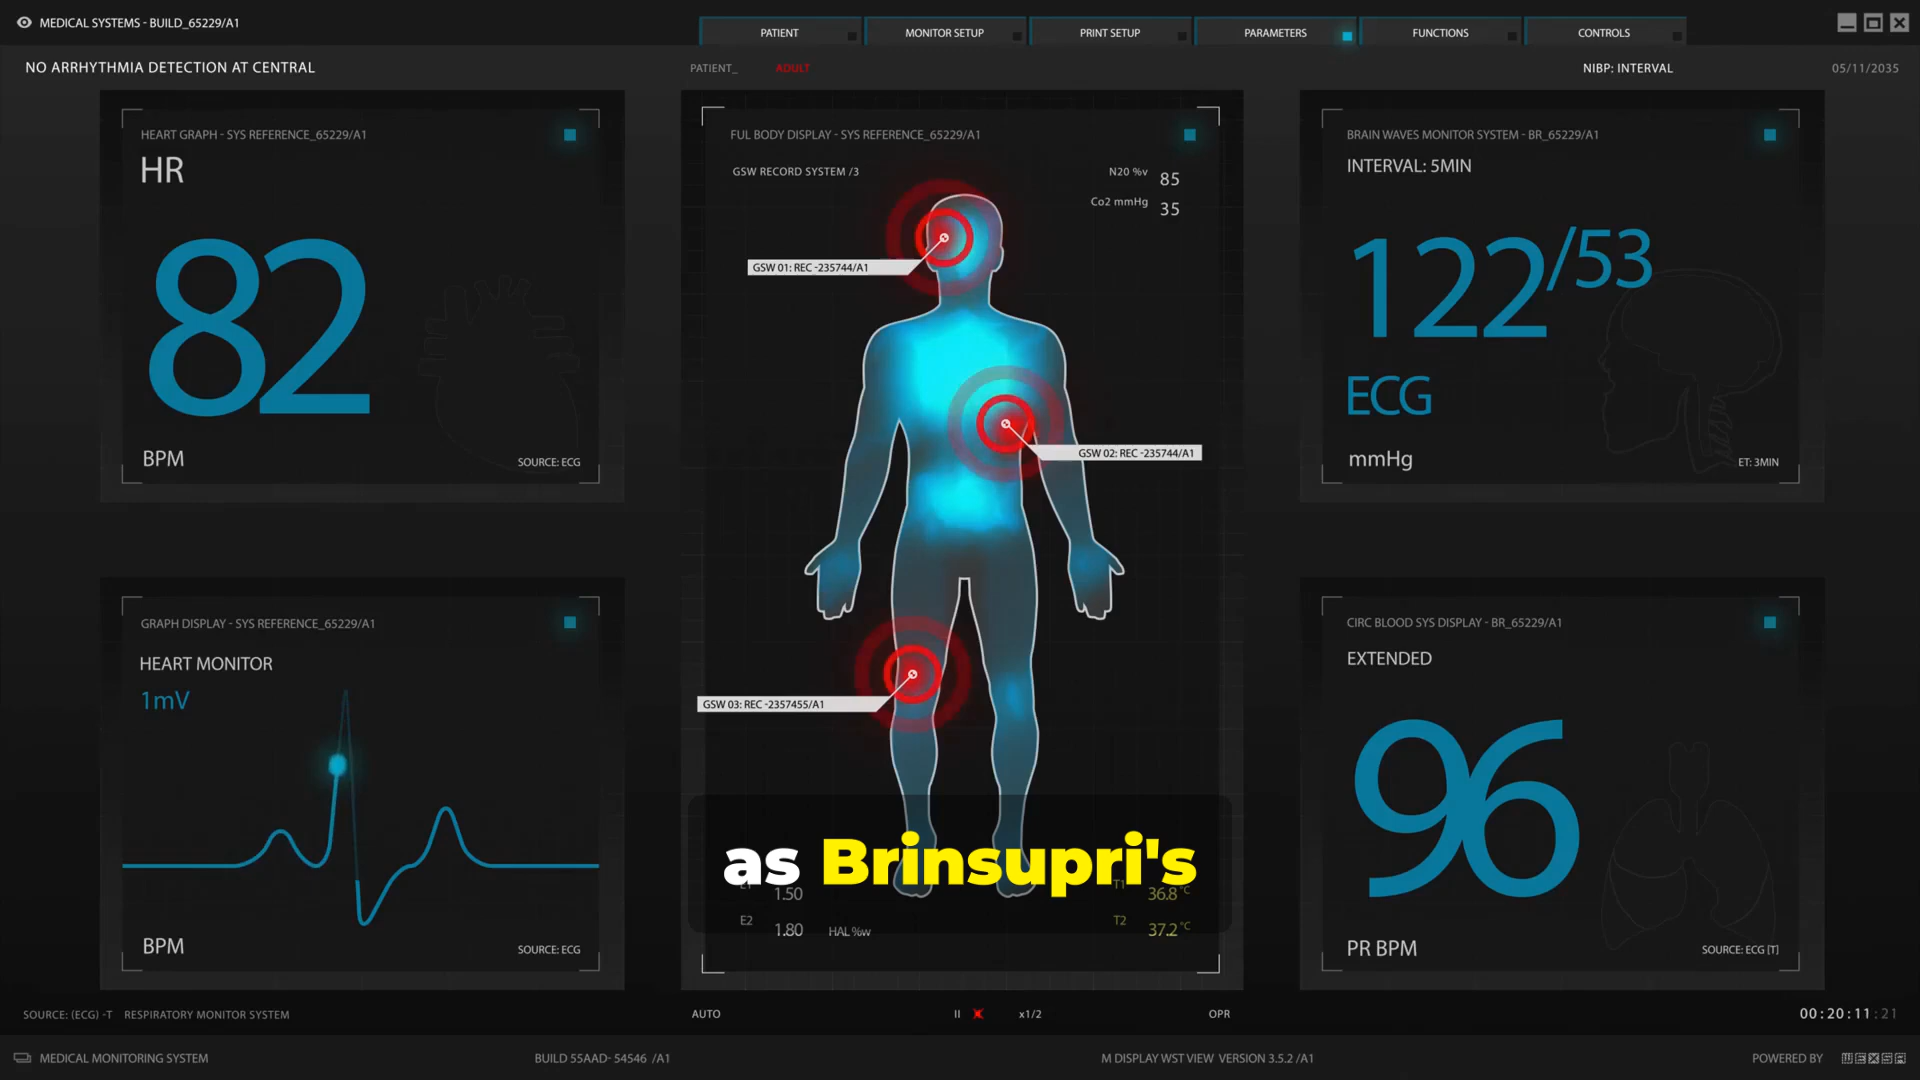 MEDICAL SYSTEMS - BUILD_65229/A1
PATIENT
MONITOR SETUP
PRINT SETUP
PARAMETERS
FUNCTIONS
CONTROLS
NO ARRHYTHMIA DETECTION AT CENTRAL
PATIENT_
ADULT
NIBP: INTERVAL
05/11/2035
HEART GRAPH - SYS REFERENCE_65229/A1
HR
82
BPM
SOURCE: ECG
FUL BODY DISPLAY - SYS REFERENCE_65229/A1
GSW RECORD SYSTEM /3
N20 %v 85
Co2 mmHg 35
GSW 01: REC -235744/A1
GSW 02: REC -235744/A1
GSW 03: REC -2357455/A1
BRAIN WAVES MONITOR SYSTEM - BR_65229/A1
INTERVAL: 5MIN
122/53
ECG
mmHg
ET: 3MIN
GRAPH DISPLAY - SYS REFERENCE_65229/A1
HEART MONITOR
1mV
BPM
SOURCE: ECG
as Brinsupri's
1.50
T1 36.8°C
E2 1.80 HAL %w
T2 37.2°C
CIRC BLOOD SYS DISPLAY - BR_65229/A1
EXTENDED
96
PR BPM
SOURCE: ECG [T]
SOURCE: (ECG) -T RESPIRATORY MONITOR SYSTEM
AUTO
x1/2
OPR
00:20:11:21
MEDICAL MONITORING SYSTEM
BUILD 55AAD- 54546 /A1
M DISPLAY WST VIEW VERSION 3.5.2 /A1
POWERED BY